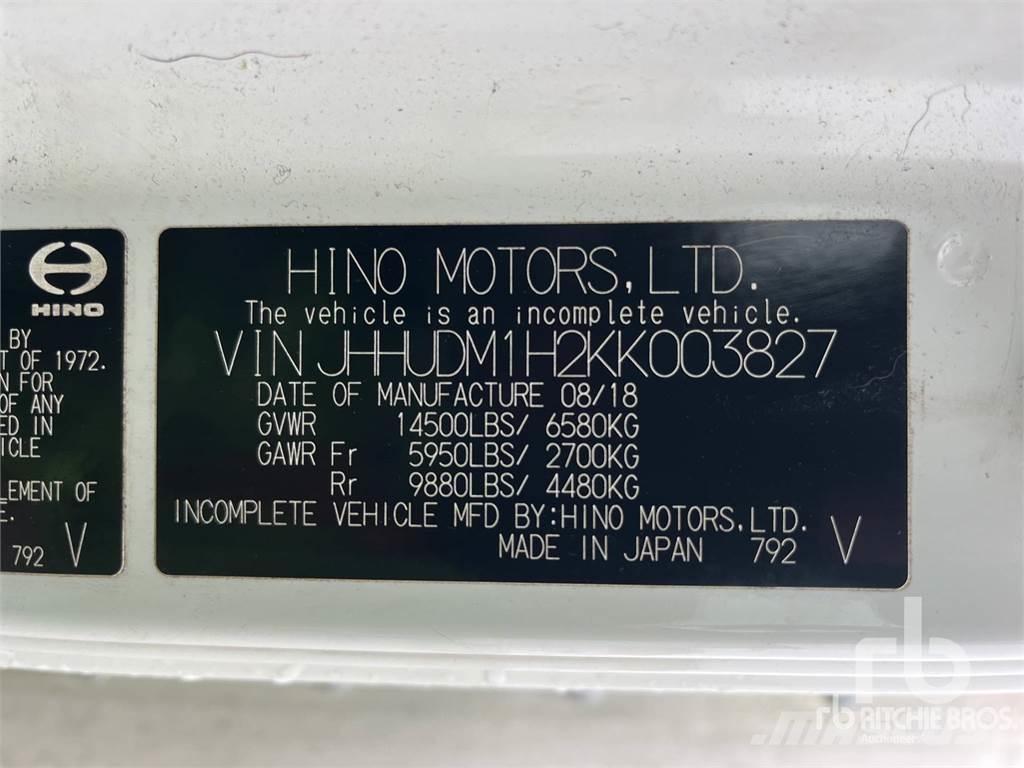 HINO
BY
T OF 1972.
N FOR
OF ANY
ED IN
ICLE
LEMENT OF
E.
792 V
HINO MOTORS,LTD.
The vehicle is an incomplete vehicle.
VIN JHHUDM1H2KK003827
DATE OF MANUFACTURE 08/18
GVWR 14500LBS/ 6580KG
GAWR Fr 5950LBS/ 2700KG
Rr 9880LBS/ 4480KG
INCOMPLETE VEHICLE MFD BY:HINO MOTORS,LTD.
MADE IN JAPAN 792 V
rb
rb RITCHIE BROS.
Auctioneers